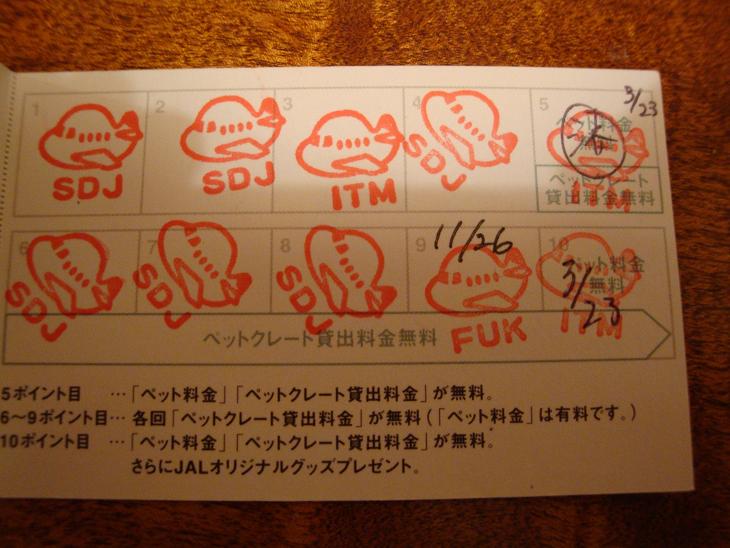 1 2 3 4 5
3/23
ペット料金
無料
SDJ SDJ ITM SDJ ITM
ペットクレート
貸出料金無料
6 7 8 9 10
11/26
ペット料金
無料
3/23
SDJ SDJ SDJ FUK ITM
ペットクレート貸出料金無料
5ポイント目 …「ペット料金」「ペットクレート貸出料金」が無料。
6〜9ポイント目… 各回「ペットクレート貸出料金」が無料(「ペット料金」は有料です。)
10ポイント目 …「ペット料金」「ペットクレート貸出料金」が無料。
さらにJALオリジナルグッズプレゼント。